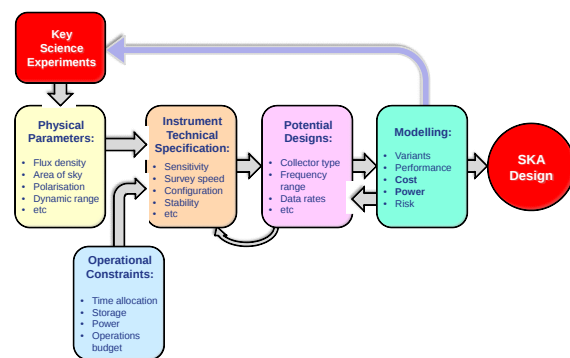 Key
Science
Experiments
Physical
Parameters:
• Flux density
• Area of sky
• Polarisation
• Dynamic range
• etc
Instrument
Technical
Specification:
• Sensitivity
• Survey speed
• Configuration
• Stability
• etc
Potential
Designs:
• Collector type
• Frequency
range
• Data rates
etc
Modelling:
• Variants
• Performance
• Cost
• Power
• Risk
SKA
Design
Operational
Constraints:
• Time allocation
• Storage
• Power
• Operations
budget